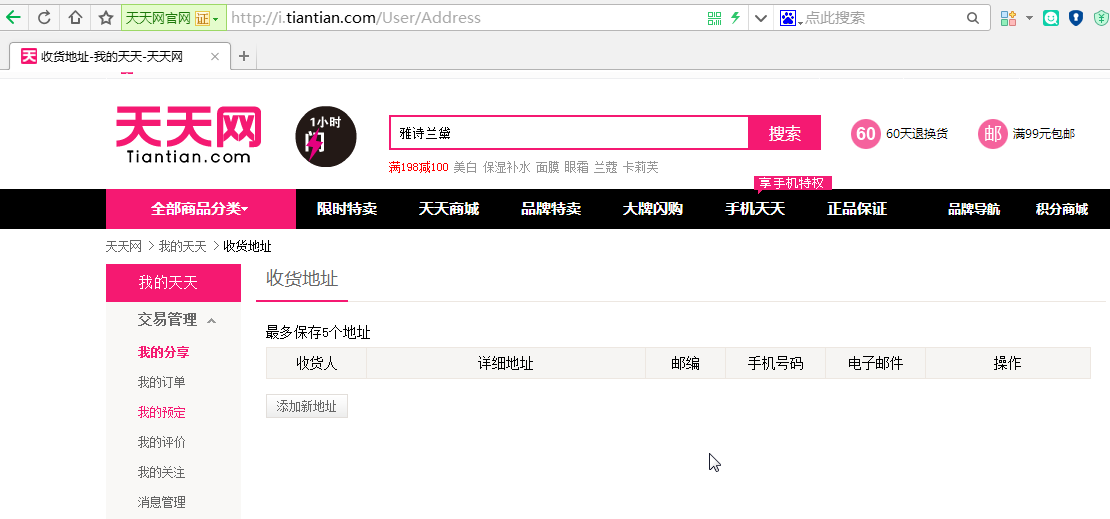 天天网官网 证 http://i.tiantian.com/User/Address 点此搜索
收货地址-我的天天-天天网
天天网
Tiantian.com
1小时
闪
雅诗兰黛 搜索
60 60天退换货 邮 满99元包邮
满198减100 美白 保湿补水 面膜 眼霜 兰蔻 卡莉芙
享手机特权
全部商品分类 限时特卖 天天商城 品牌特卖 大牌闪购 手机天天 正品保证 品牌导航 积分商城
天天网 > 我的天天 > 收货地址
我的天天
交易管理
我的分享
我的订单
我的预定
我的评价
我的关注
消息管理
收货地址
最多保存5个地址
收货人 详细地址 邮编 手机号码 电子邮件 操作
添加新地址